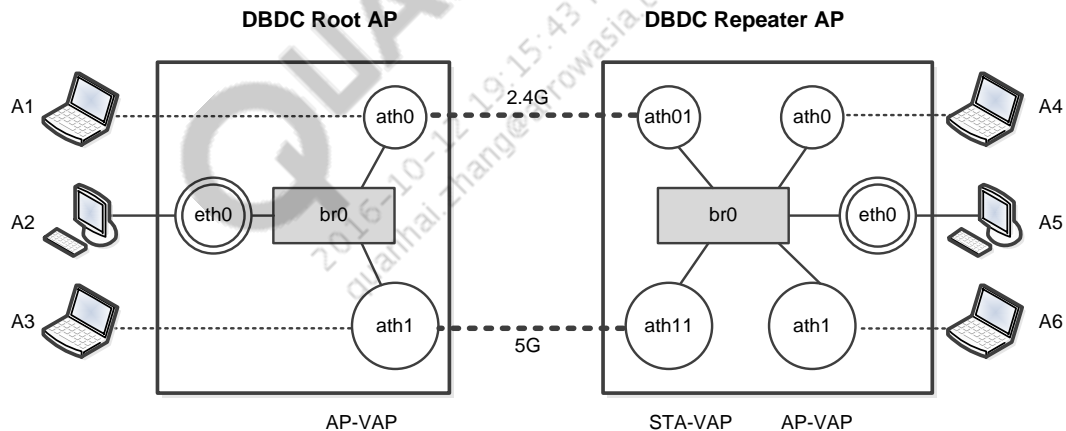 DBDC Root AP
DBDC Repeater AP
A1
ath0
2.4G
ath01
ath0
A4
A2
eth0
br0
br0
eth0
A5
A3
ath1
5G
ath11
ath1
A6
AP-VAP
STA-VAP
AP-VAP